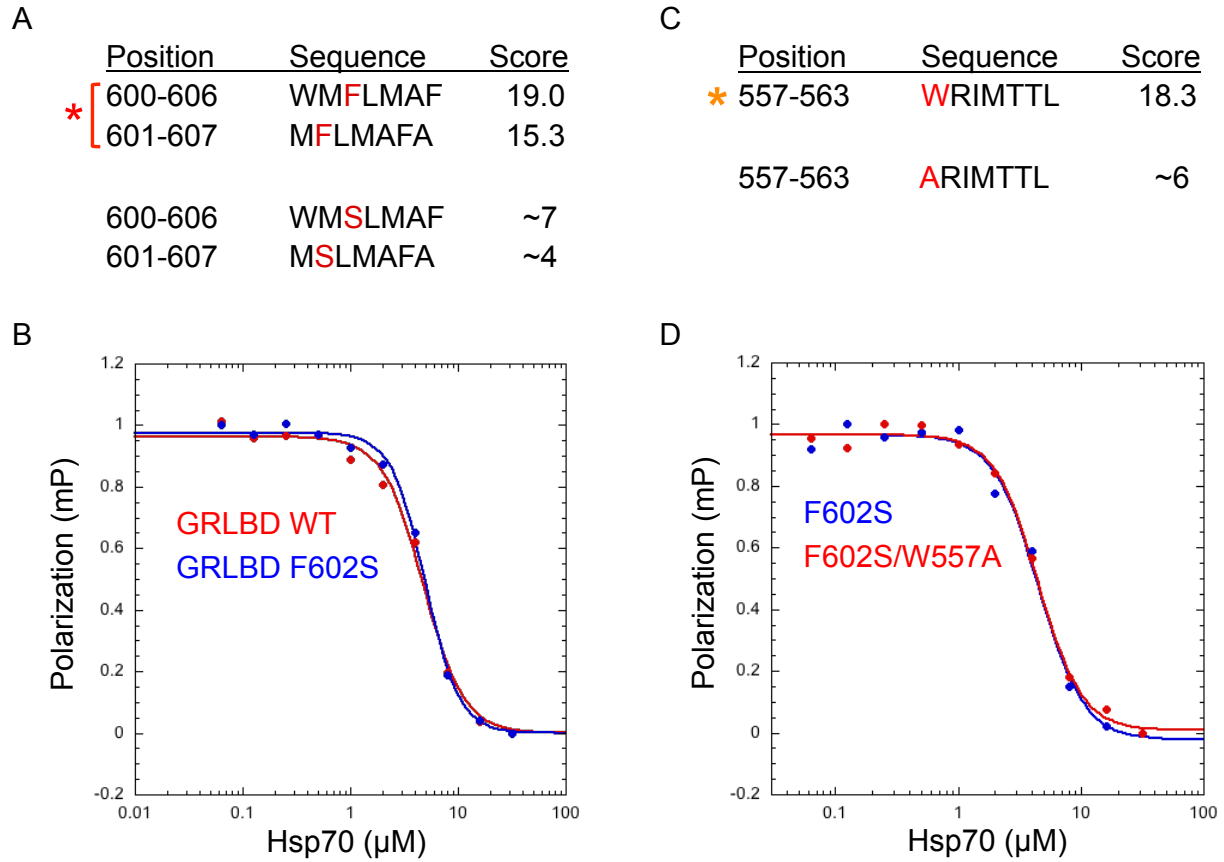 A
Position Sequence Score
* 600-606 WMFLMAF 19.0
601-607 MFLMAFA 15.3
600-606 WMSLMAF ~7
601-607 MSLMAFA ~4
C
Position Sequence Score
* 557-563 WRIMTTL 18.3
557-563 ARIMTTL ~6
B
Polarization (mP)
1.2
1
0.8
0.6
0.4
0.2
0
-0.2
GRLBD WT
GRLBD F602S
0.01 0.1 1 10 100
Hsp70 (µM)
D
Polarization (mP)
1.2
1
0.8
0.6
0.4
0.2
0
-0.2
F602S
F602S/W557A
0.1 1 10 100
Hsp70 (µM)